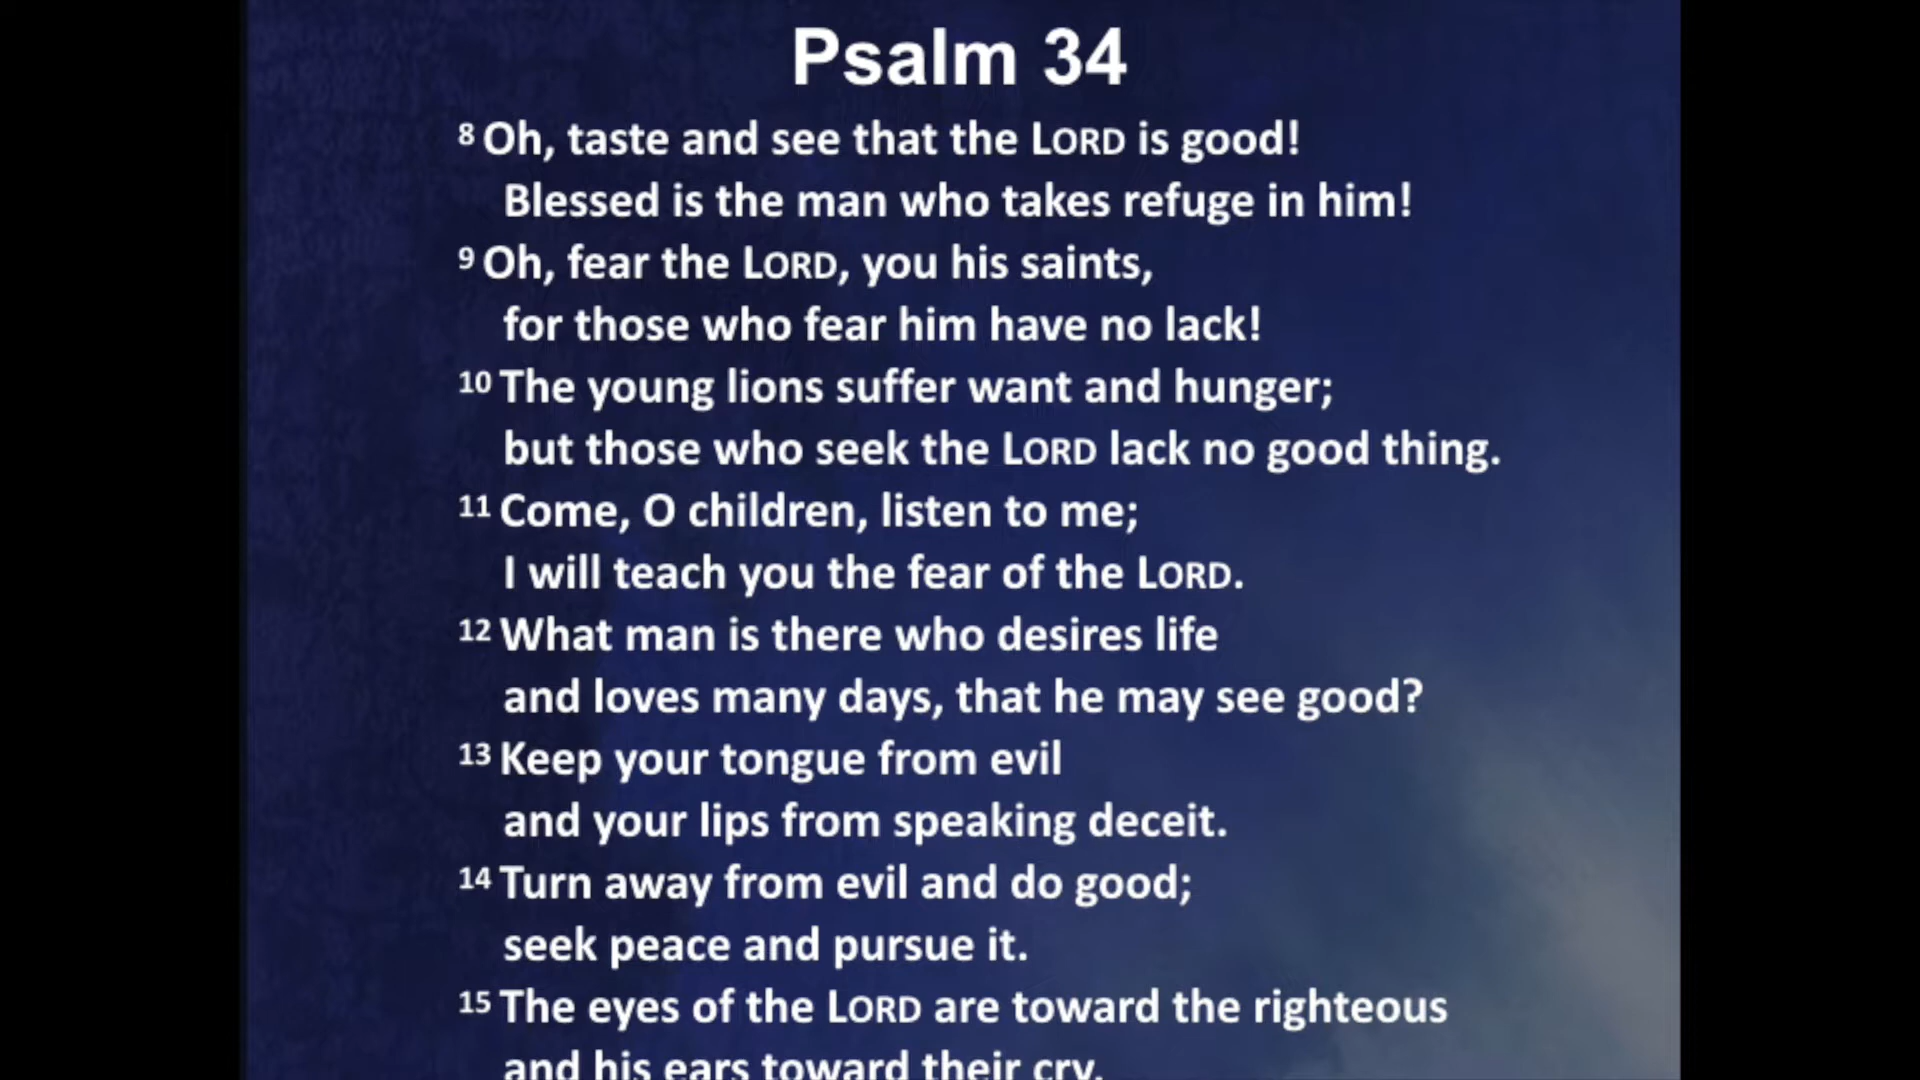 Psalm 34
8 Oh, taste and see that the LORD is good!
Blessed is the man who takes refuge in him!
9 Oh, fear the LORD, you his saints,
for those who fear him have no lack!
10 The young lions suffer want and hunger;
but those who seek the LORD lack no good thing.
11 Come, O children, listen to me;
I will teach you the fear of the LORD.
12 What man is there who desires life
and loves many days, that he may see good?
13 Keep your tongue from evil
and your lips from speaking deceit.
14 Turn away from evil and do good;
seek peace and pursue it.
15 The eyes of the LORD are toward the righteous
and his ears toward their cry.